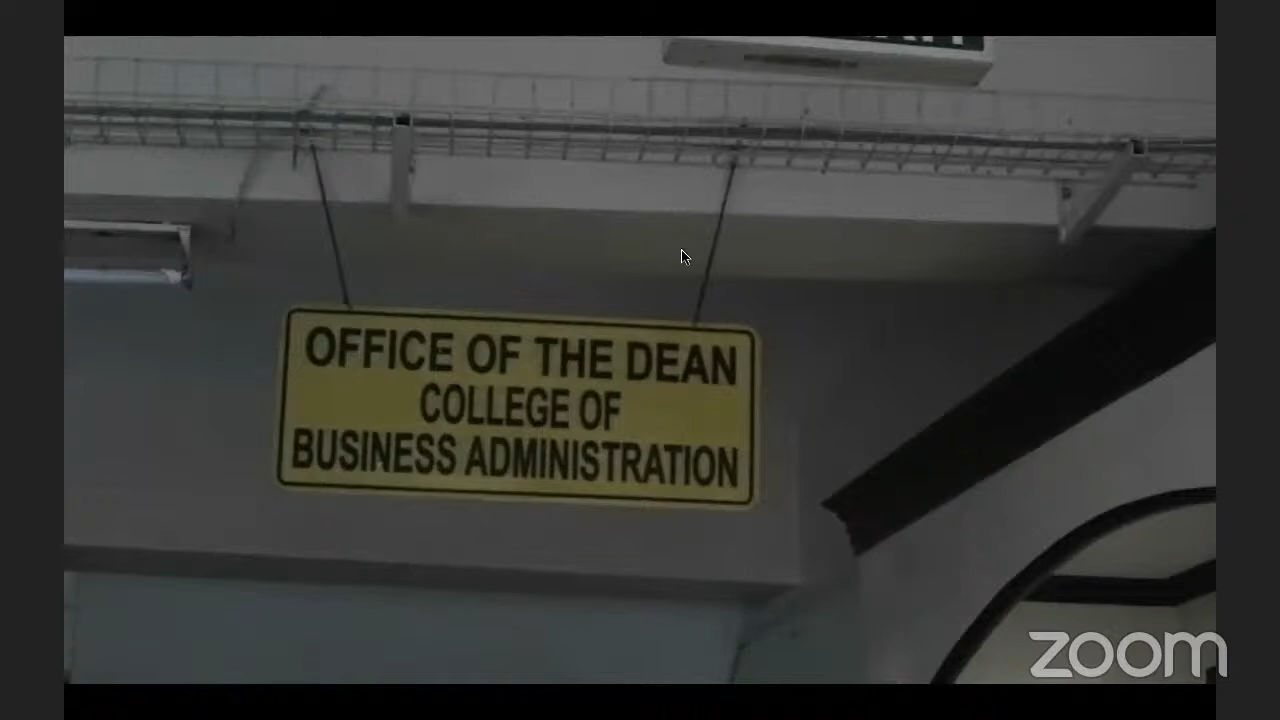 OFFICE OF THE DEAN
COLLEGE OF
BUSINESS ADMINISTRATION
zoom